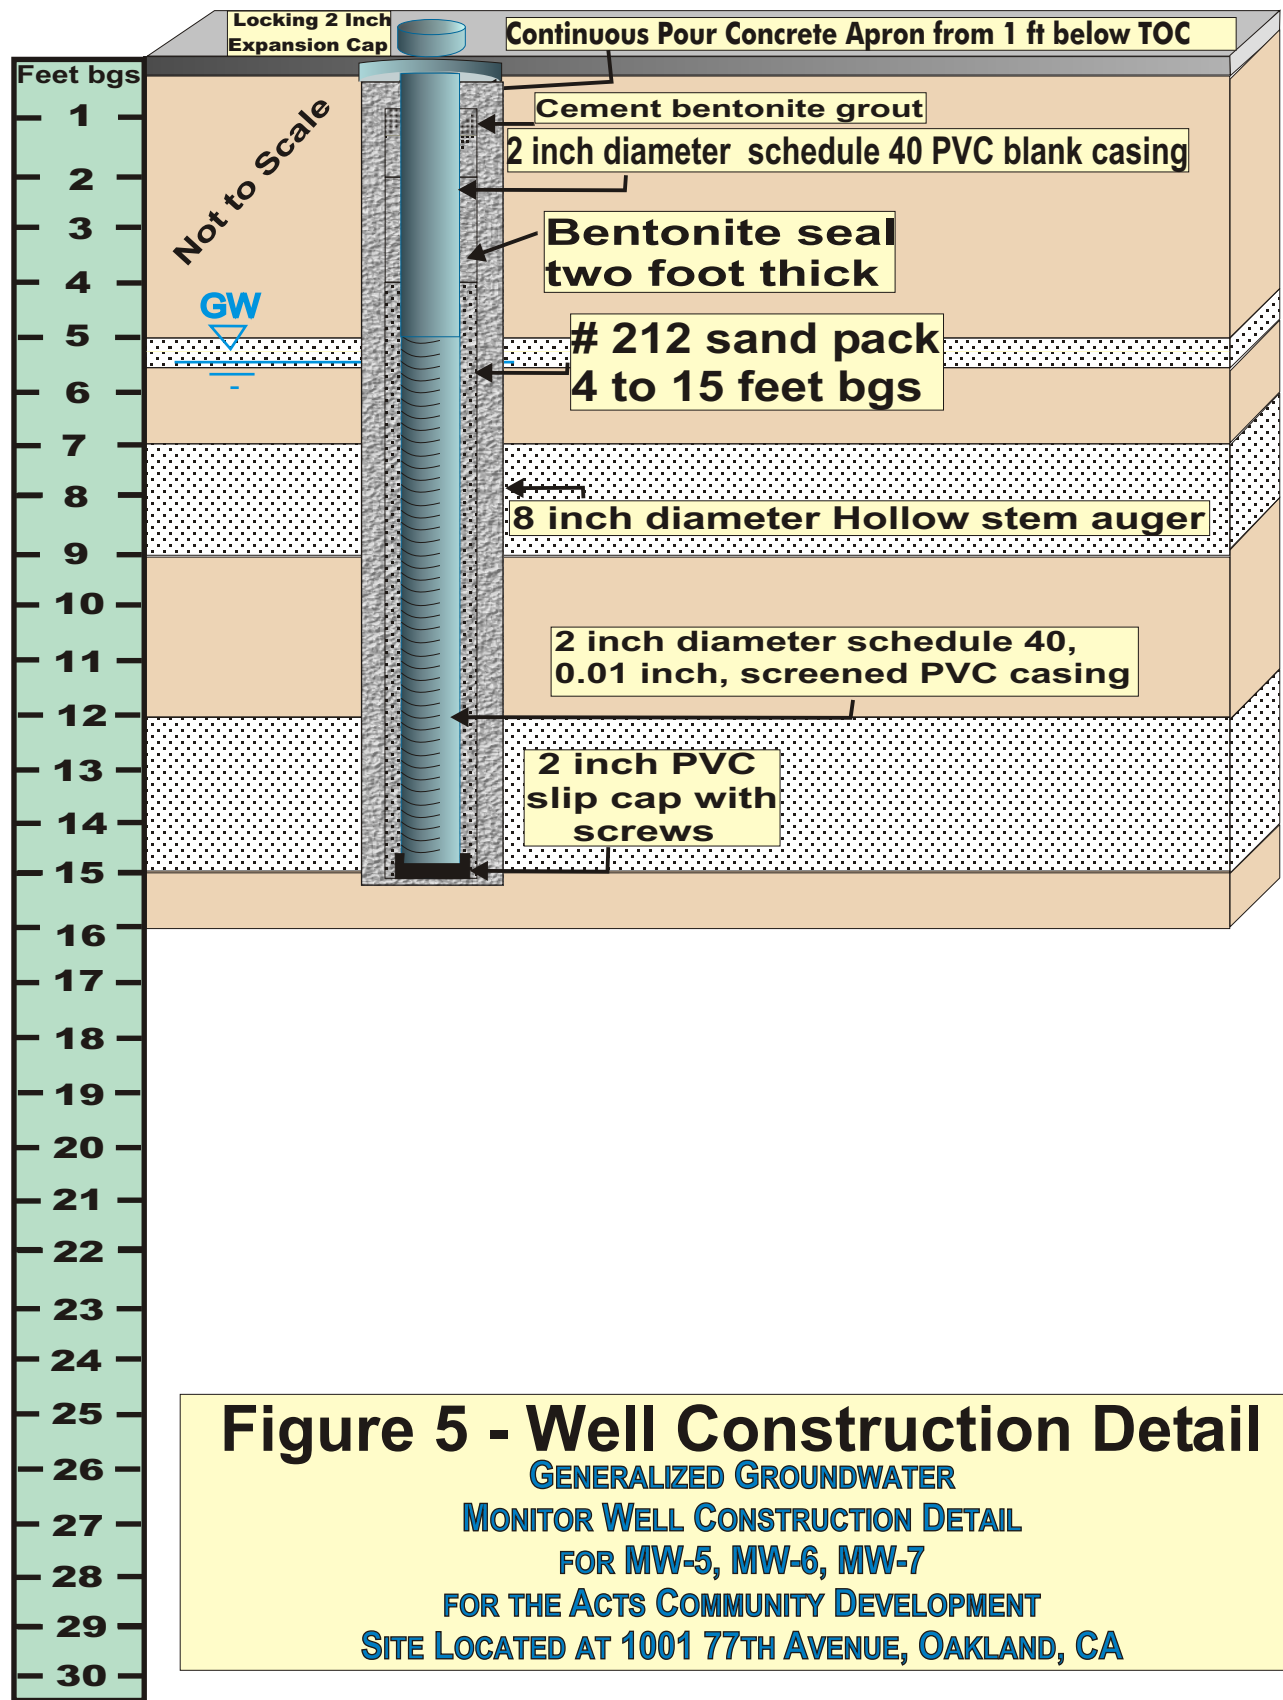 Locking 2 Inch
Expansion Cap
Continuous Pour Concrete Apron from 1 ft below TOC
Feet bgs
Cement bentonite grout
2 inch diameter schedule 40 PVC blank casing
Not to Scale
Bentonite seal
two foot thick
GW
# 212 sand pack
4 to 15 feet bgs
8 inch diameter Hollow stem auger
2 inch diameter schedule 40,
0.01 inch, screened PVC casing
2 inch PVC
slip cap with
screws
1
2
3
4
5
6
7
8
9
10
11
12
13
14
15
16
17
18
19
20
21
22
23
24
25
26
27
28
29
30
Figure 5 - Well Construction Detail
GENERALIZED GROUNDWATER
MONITOR WELL CONSTRUCTION DETAIL
FOR MW-5, MW-6, MW-7
FOR THE ACTS COMMUNITY DEVELOPMENT
SITE LOCATED AT 1001 77TH AVENUE, OAKLAND, CA